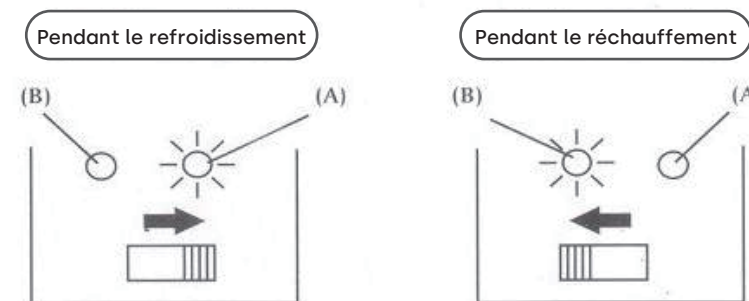 Pendant le refroidissement
Pendant le réchauffement
(B)
(A)
(B)
(A